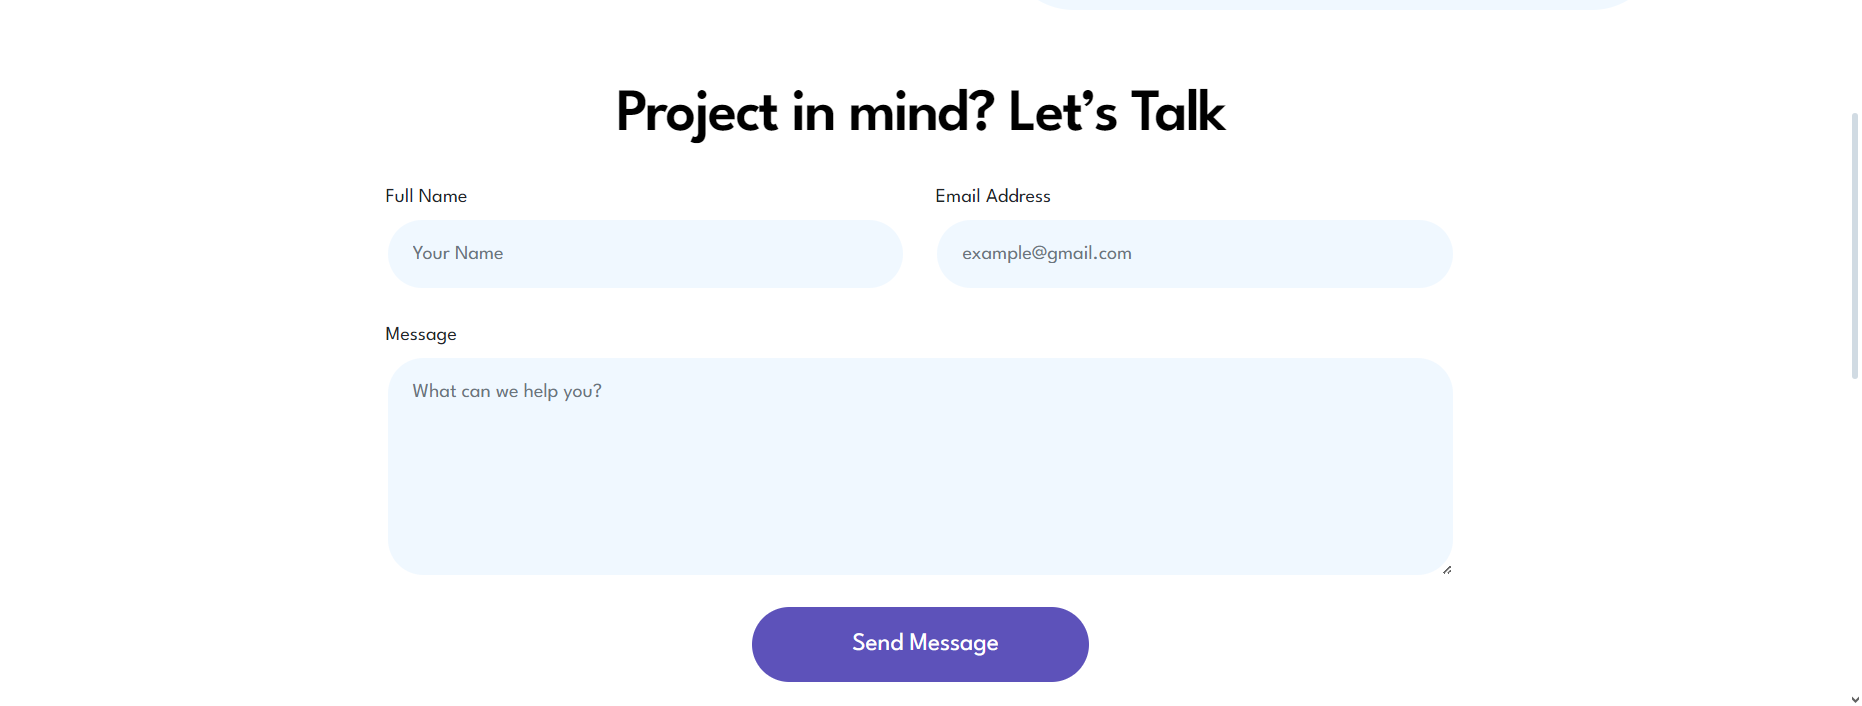 Project in mind? Let’s Talk
Full Name
Email Address
Your Name
example@gmail.com
Message
What can we help you?
Send Message